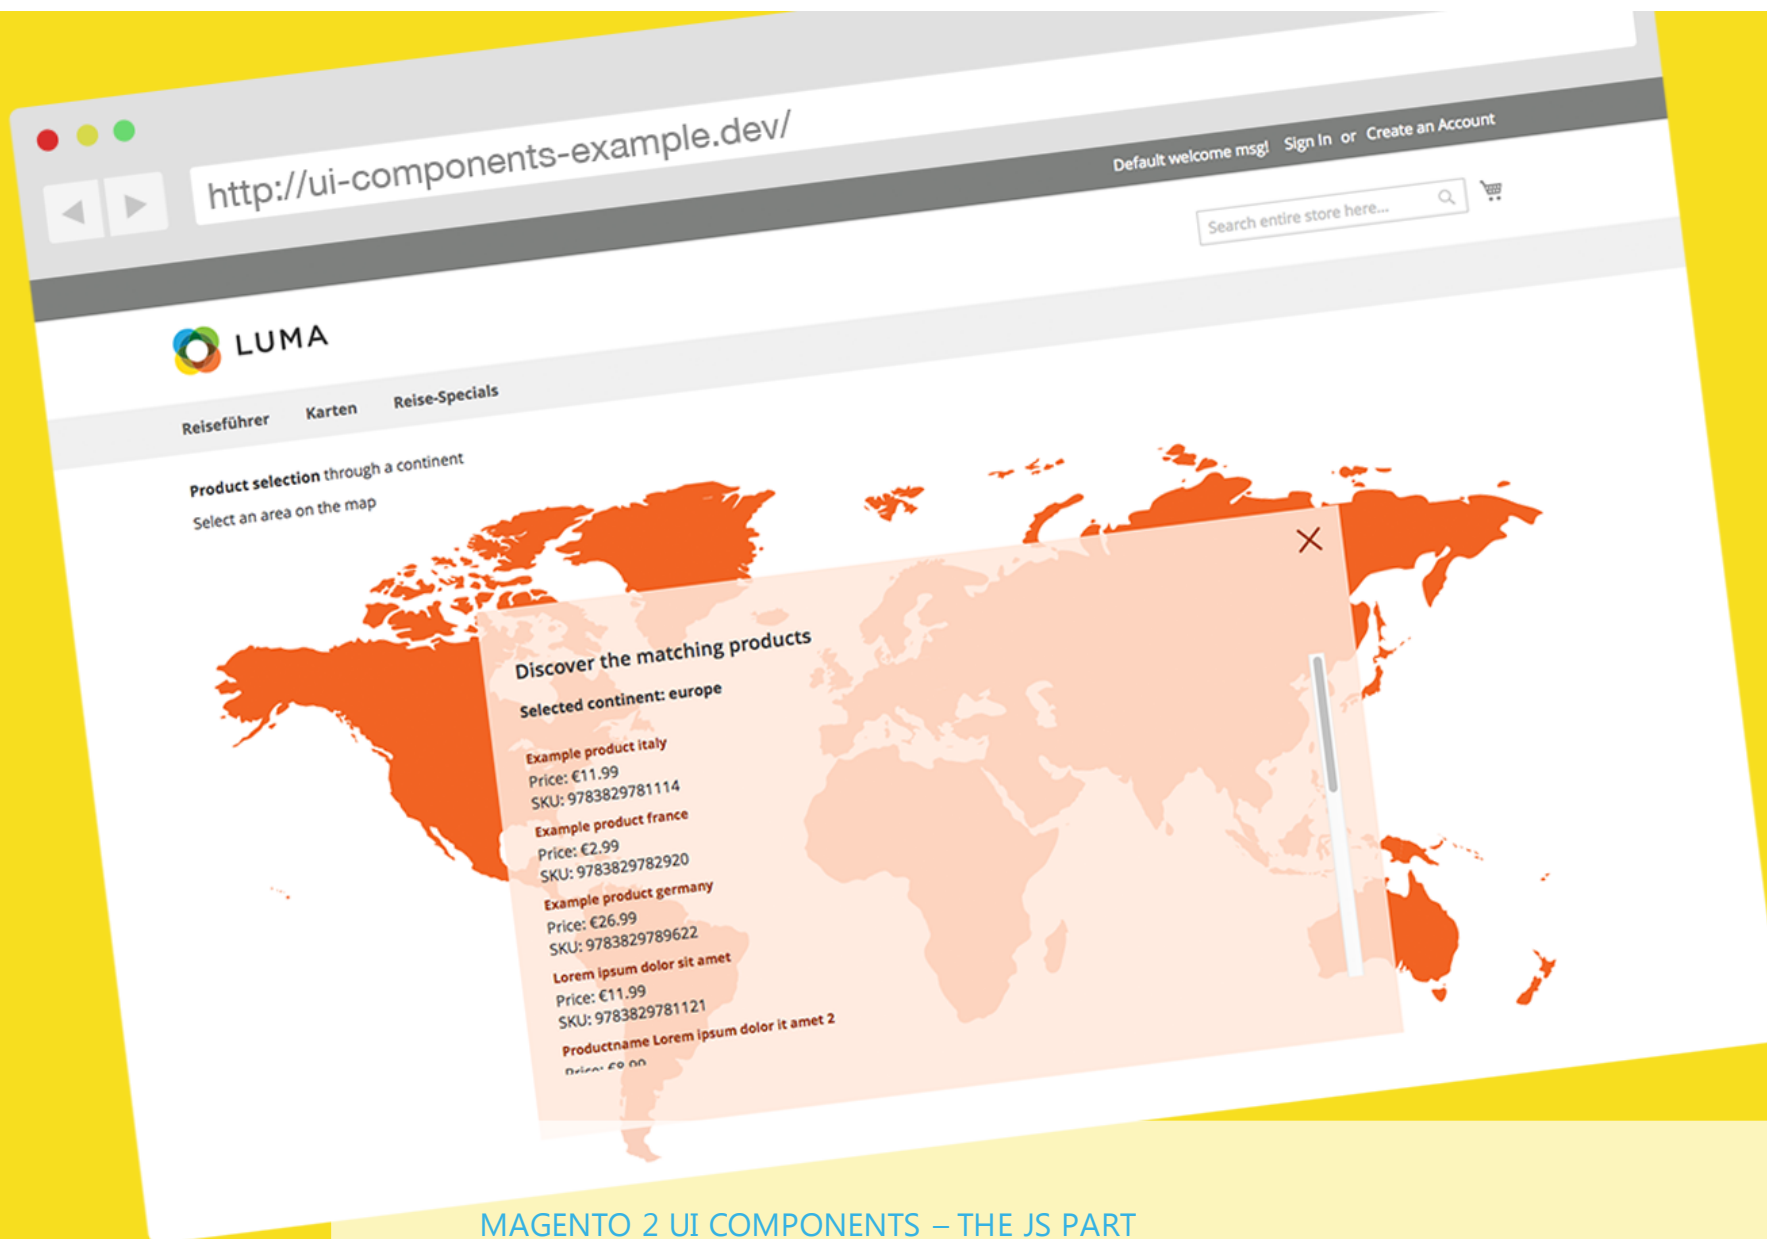 http://ui-components-example.dev/
Default welcome msg! Sign In or Create an Account
Search entire store here...
LUMA
Reiseführer Karten Reise-Specials
Product selection through a continent
Select an area on the map
Discover the matching products
Selected continent: europe
Example product italy
Price: €11.99
SKU: 9783829781114
Example product france
Price: €2.99
SKU: 9783829782920
Example product germany
Price: €26.99
SKU: 9783829789622
Lorem ipsum dolor sit amet
Price: €11.99
SKU: 9783829781121
Productname Lorem ipsum dolor it amet 2
Price: €8.99
MAGENTO 2 UI COMPONENTS – THE JS PART